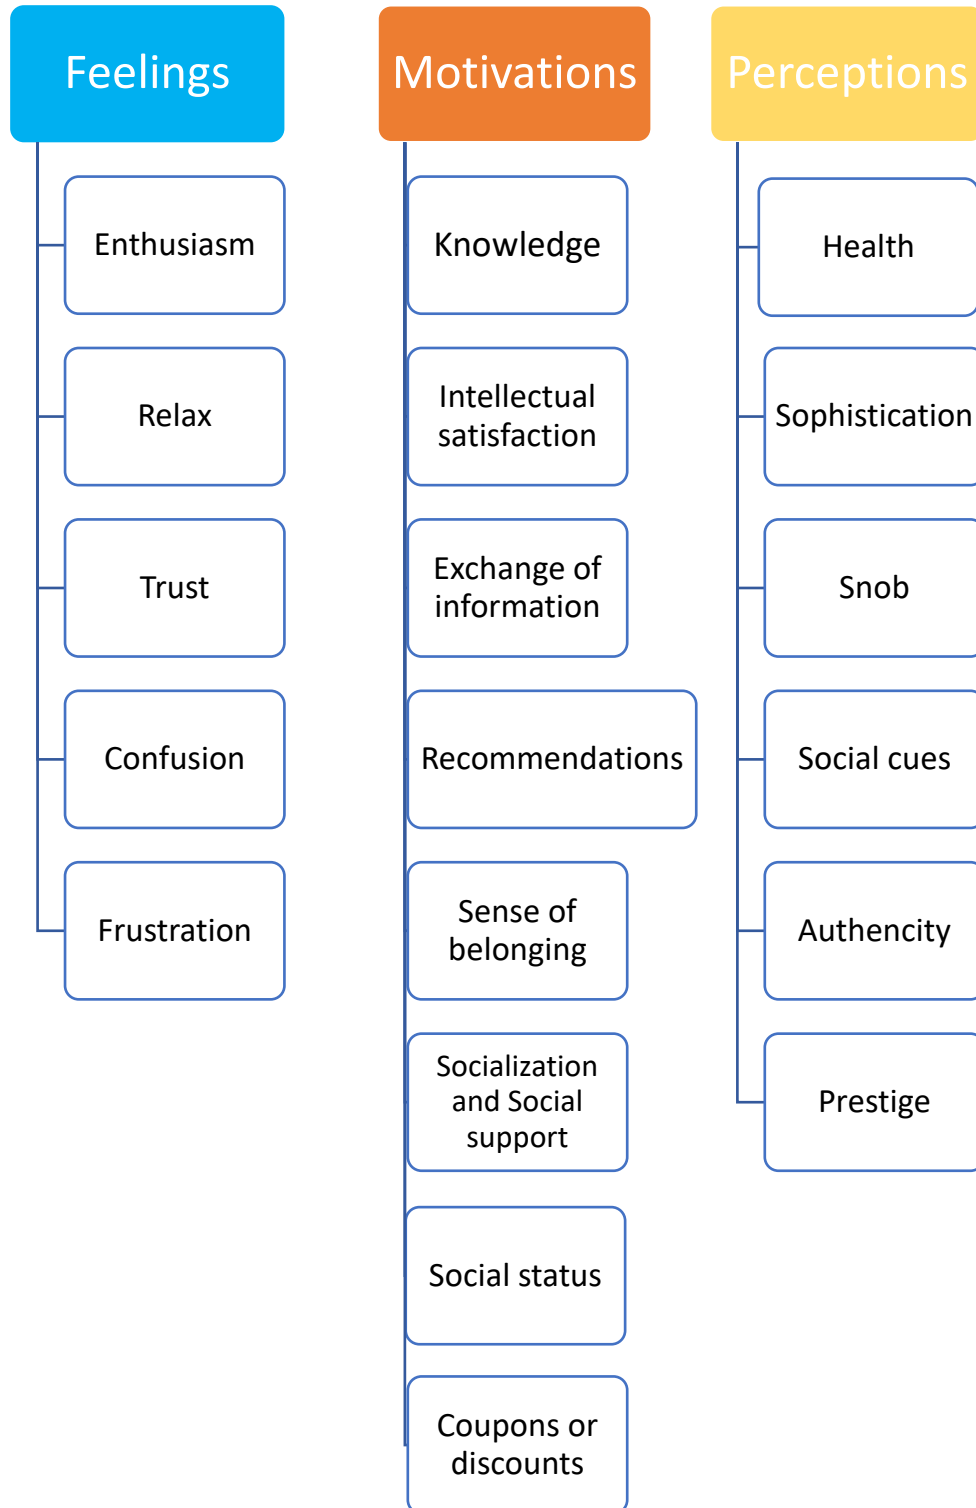 Feelings
Enthusiasm
Relax
Trust
Confusion
Frustration
Motivations
Knowledge
Intellectual
satisfaction
Exchange of
information
Recommendations
Sense of
belonging
Socialization
and Social
support
Social status
Coupons or
discounts
Perceptions
Health
Sophistication
Snob
Social cues
Authencity
Prestige